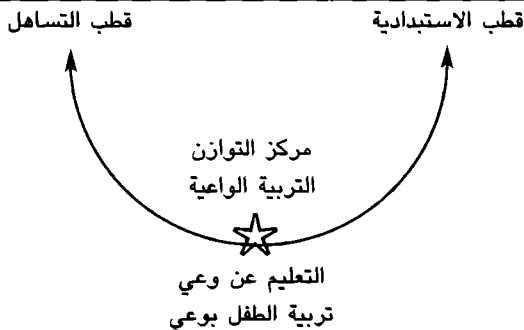 قطب الاستبدادية
قطب التساهل
مركز التوازن
التربية الواعية
التعليم عن وعي
تربية الطفل بوعي